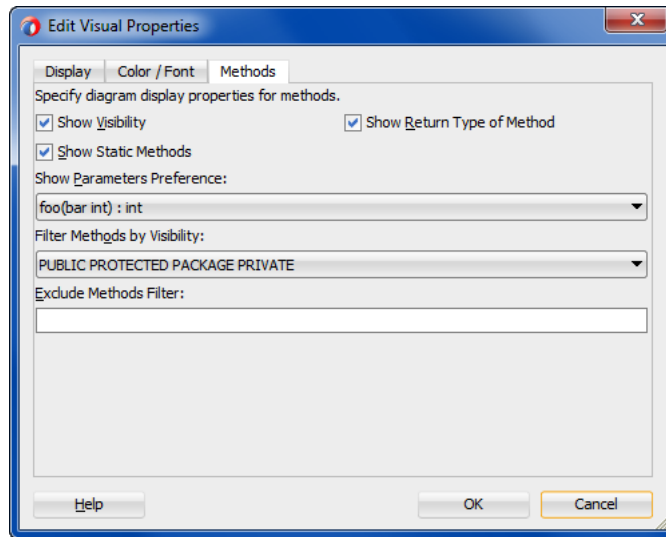 Edit Visual Properties
Display Color / Font Methods
Specify diagram display properties for methods.
Show Visibility Show Return Type of Method
Show Static Methods
Show Parameters Preference:
foo(bar int) : int
Filter Methods by Visibility:
PUBLIC PROTECTED PACKAGE PRIVATE
Exclude Methods Filter:
Help OK Cancel